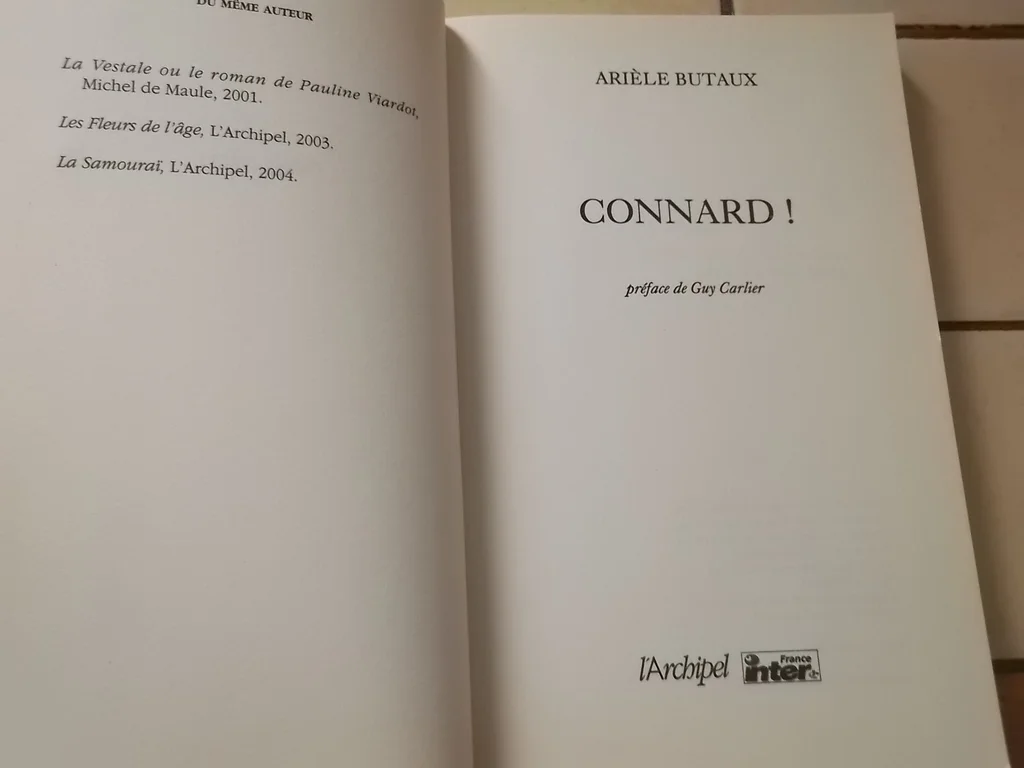 DU MÊME AUTEUR
La Vestale ou le roman de Pauline Viardot,
Michel de Maule, 2001.
Les Fleurs de l'âge, L'Archipel, 2003.
La Samouraï, L'Archipel, 2004.
ARIÈLE BUTAUX
CONNARD !
préface de Guy Carlier
l'Archipel
France
inter